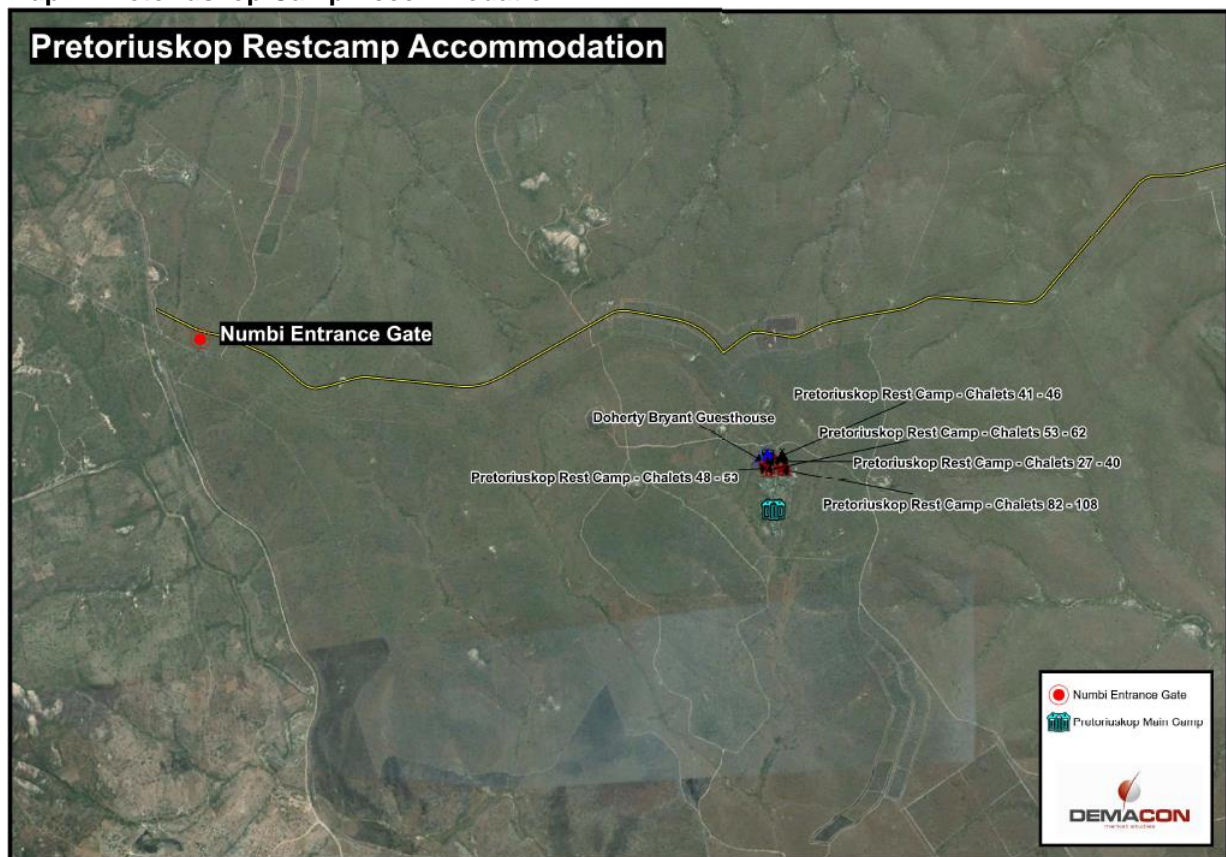 Pretoriuskop Restcamp Accommodation
Numbi Entrance Gate
Pretoriuskop Rest Camp - Chalets 41 - 46
Doherty Bryant Guesthouse
Pretoriuskop Rest Camp - Chalets 53 - 62
Pretoriuskop Rest Camp - Chalets 27 - 40
Pretoriuskop Rest Camp - Chalets 48 -
Pretoriuskop Rest Camp - Chalets 82 - 108
Numbi Entrance Gate
Pretoriuskop Main Camp
DEMACON
market studies